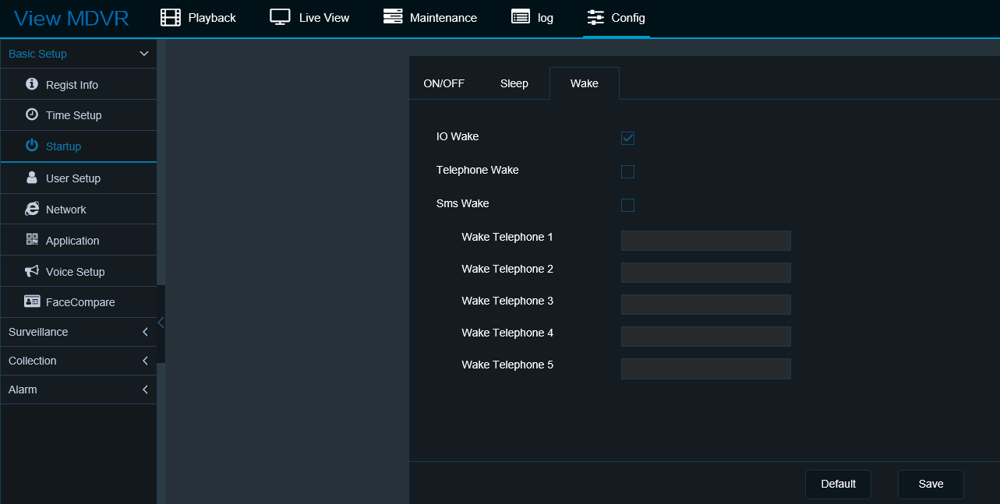 View MDVR
Playback
Live View
Maintenance
log
Config
Basic Setup
Regist Info
Time Setup
Startup
User Setup
Network
Application
Voice Setup
FaceCompare
Surveillance
Collection
Alarm
ON/OFF
Sleep
Wake
IO Wake
Telephone Wake
Sms Wake
Wake Telephone 1
Wake Telephone 2
Wake Telephone 3
Wake Telephone 4
Wake Telephone 5
Default
Save